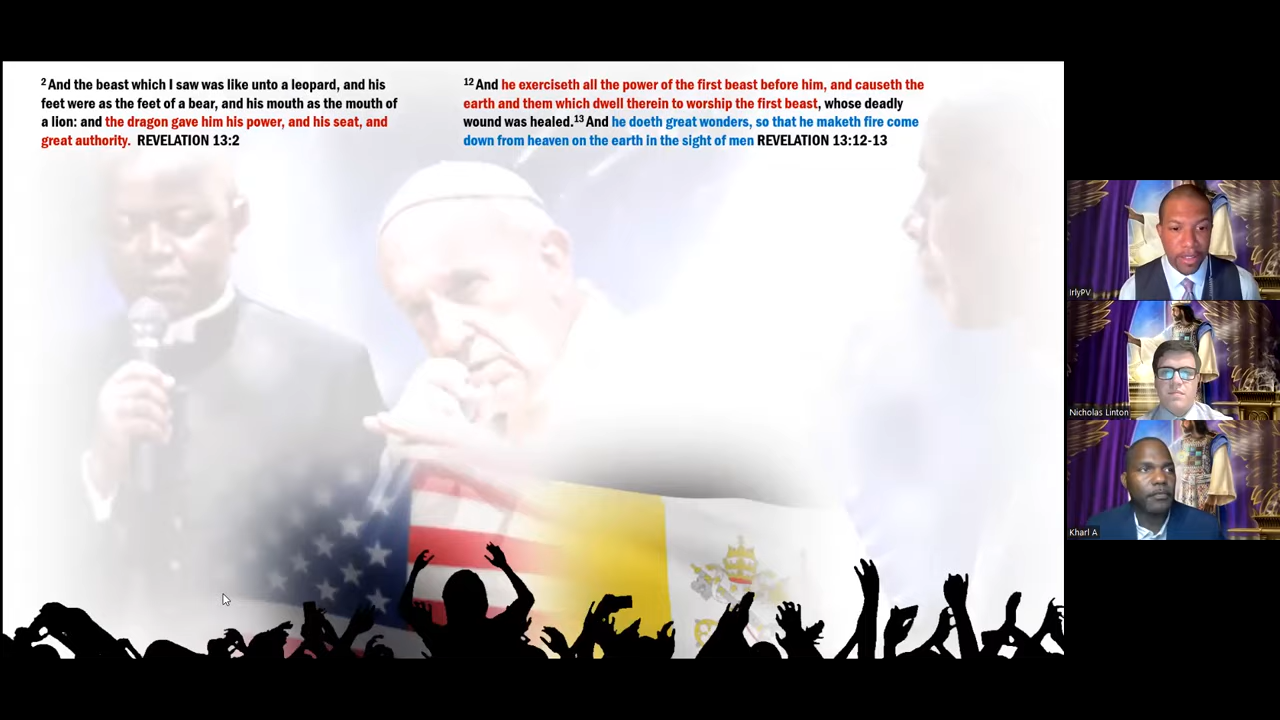 2 And the beast which I saw was like unto a leopard, and his
feet were as the feet of a bear, and his mouth as the mouth of
a lion: and the dragon gave him his power, and his seat, and
great authority. REVELATION 13:2
12 And he exerciseth all the power of the first beast before him, and causeth the
earth and them which dwell therein to worship the first beast, whose deadly
wound was healed.13 And he doeth great wonders, so that he maketh fire come
down from heaven on the earth in the sight of men REVELATION 13:12-13
IrlyPV
Nicholas Linton
Kharl A